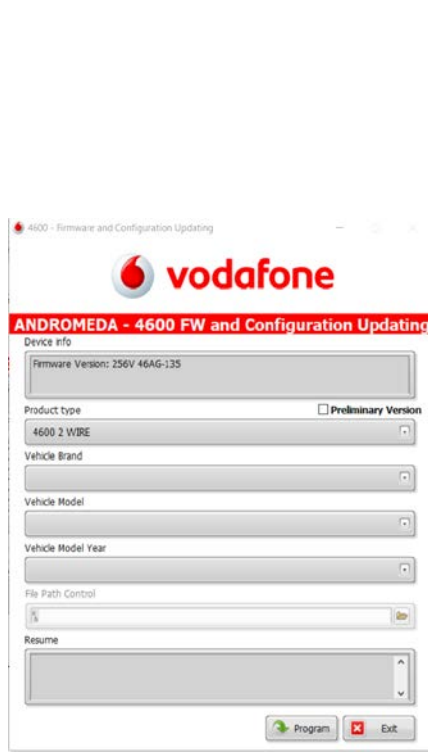 4600 - Firmware and Configuration Updating
vodafone
ANDROMEDA - 4600 FW and Configuration Updating
Device info
Firmware Version: 256V 46AG-135
Product type
Preliminary Version
4600 2 WIRE
Vehicle Brand
Vehicle Model
Vehicle Model Year
File Path Control
Resume
Program
Exit